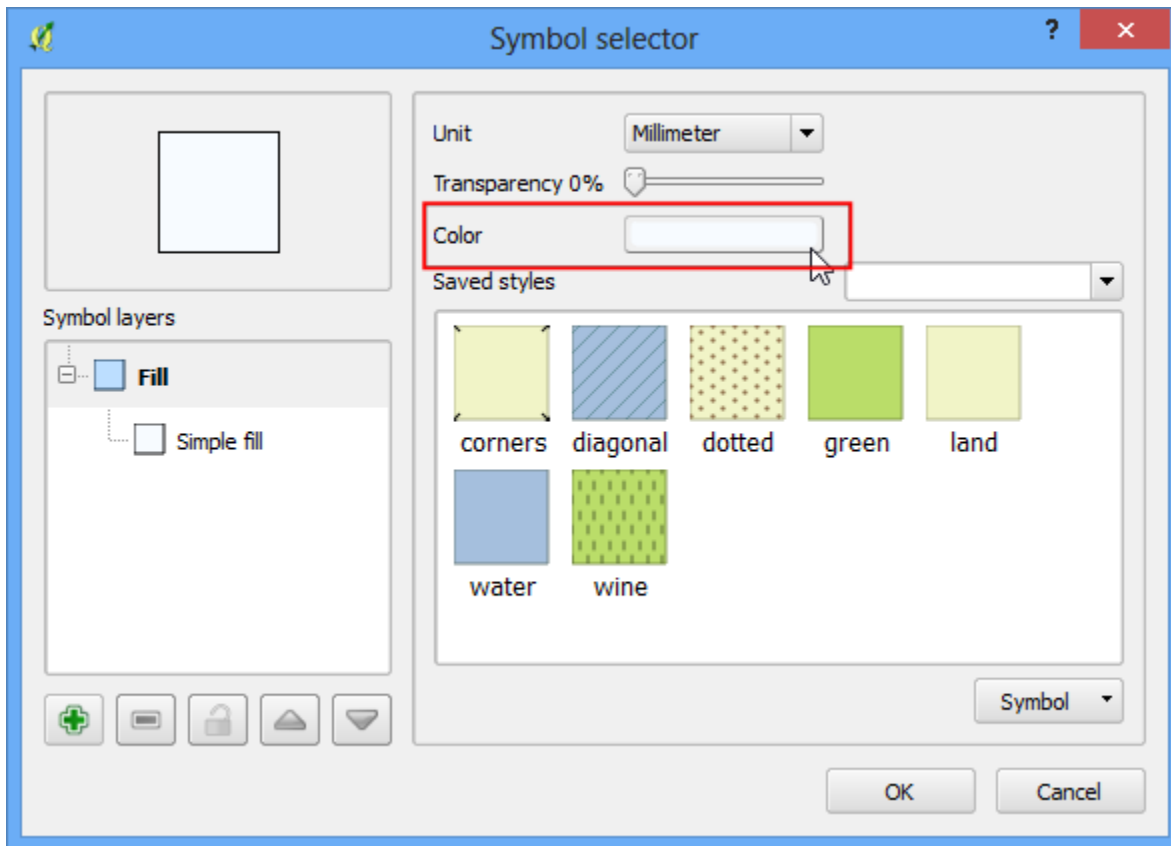 Symbol selector
?
Unit
Millimeter
Transparency 0%
Color
Saved styles
Symbol layers
Fill
Simple fill
corners diagonal dotted green land
water wine
Symbol
OK Cancel